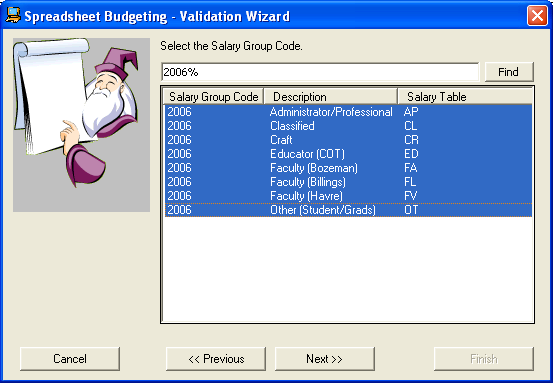 Spreadsheet Budgeting - Validation Wizard
Select the Salary Group Code.
2006% Find
Salary Group Code Description Salary Table
2006 Administrator/Professional AP
2006 Classified CL
2006 Craft CR
2006 Educator (COT) ED
2006 Faculty (Bozeman) FA
2006 Faculty (Billings) FL
2006 Faculty (Havre) FV
2006 Other (Student/Grads) OT
Cancel << Previous Next >> Finish